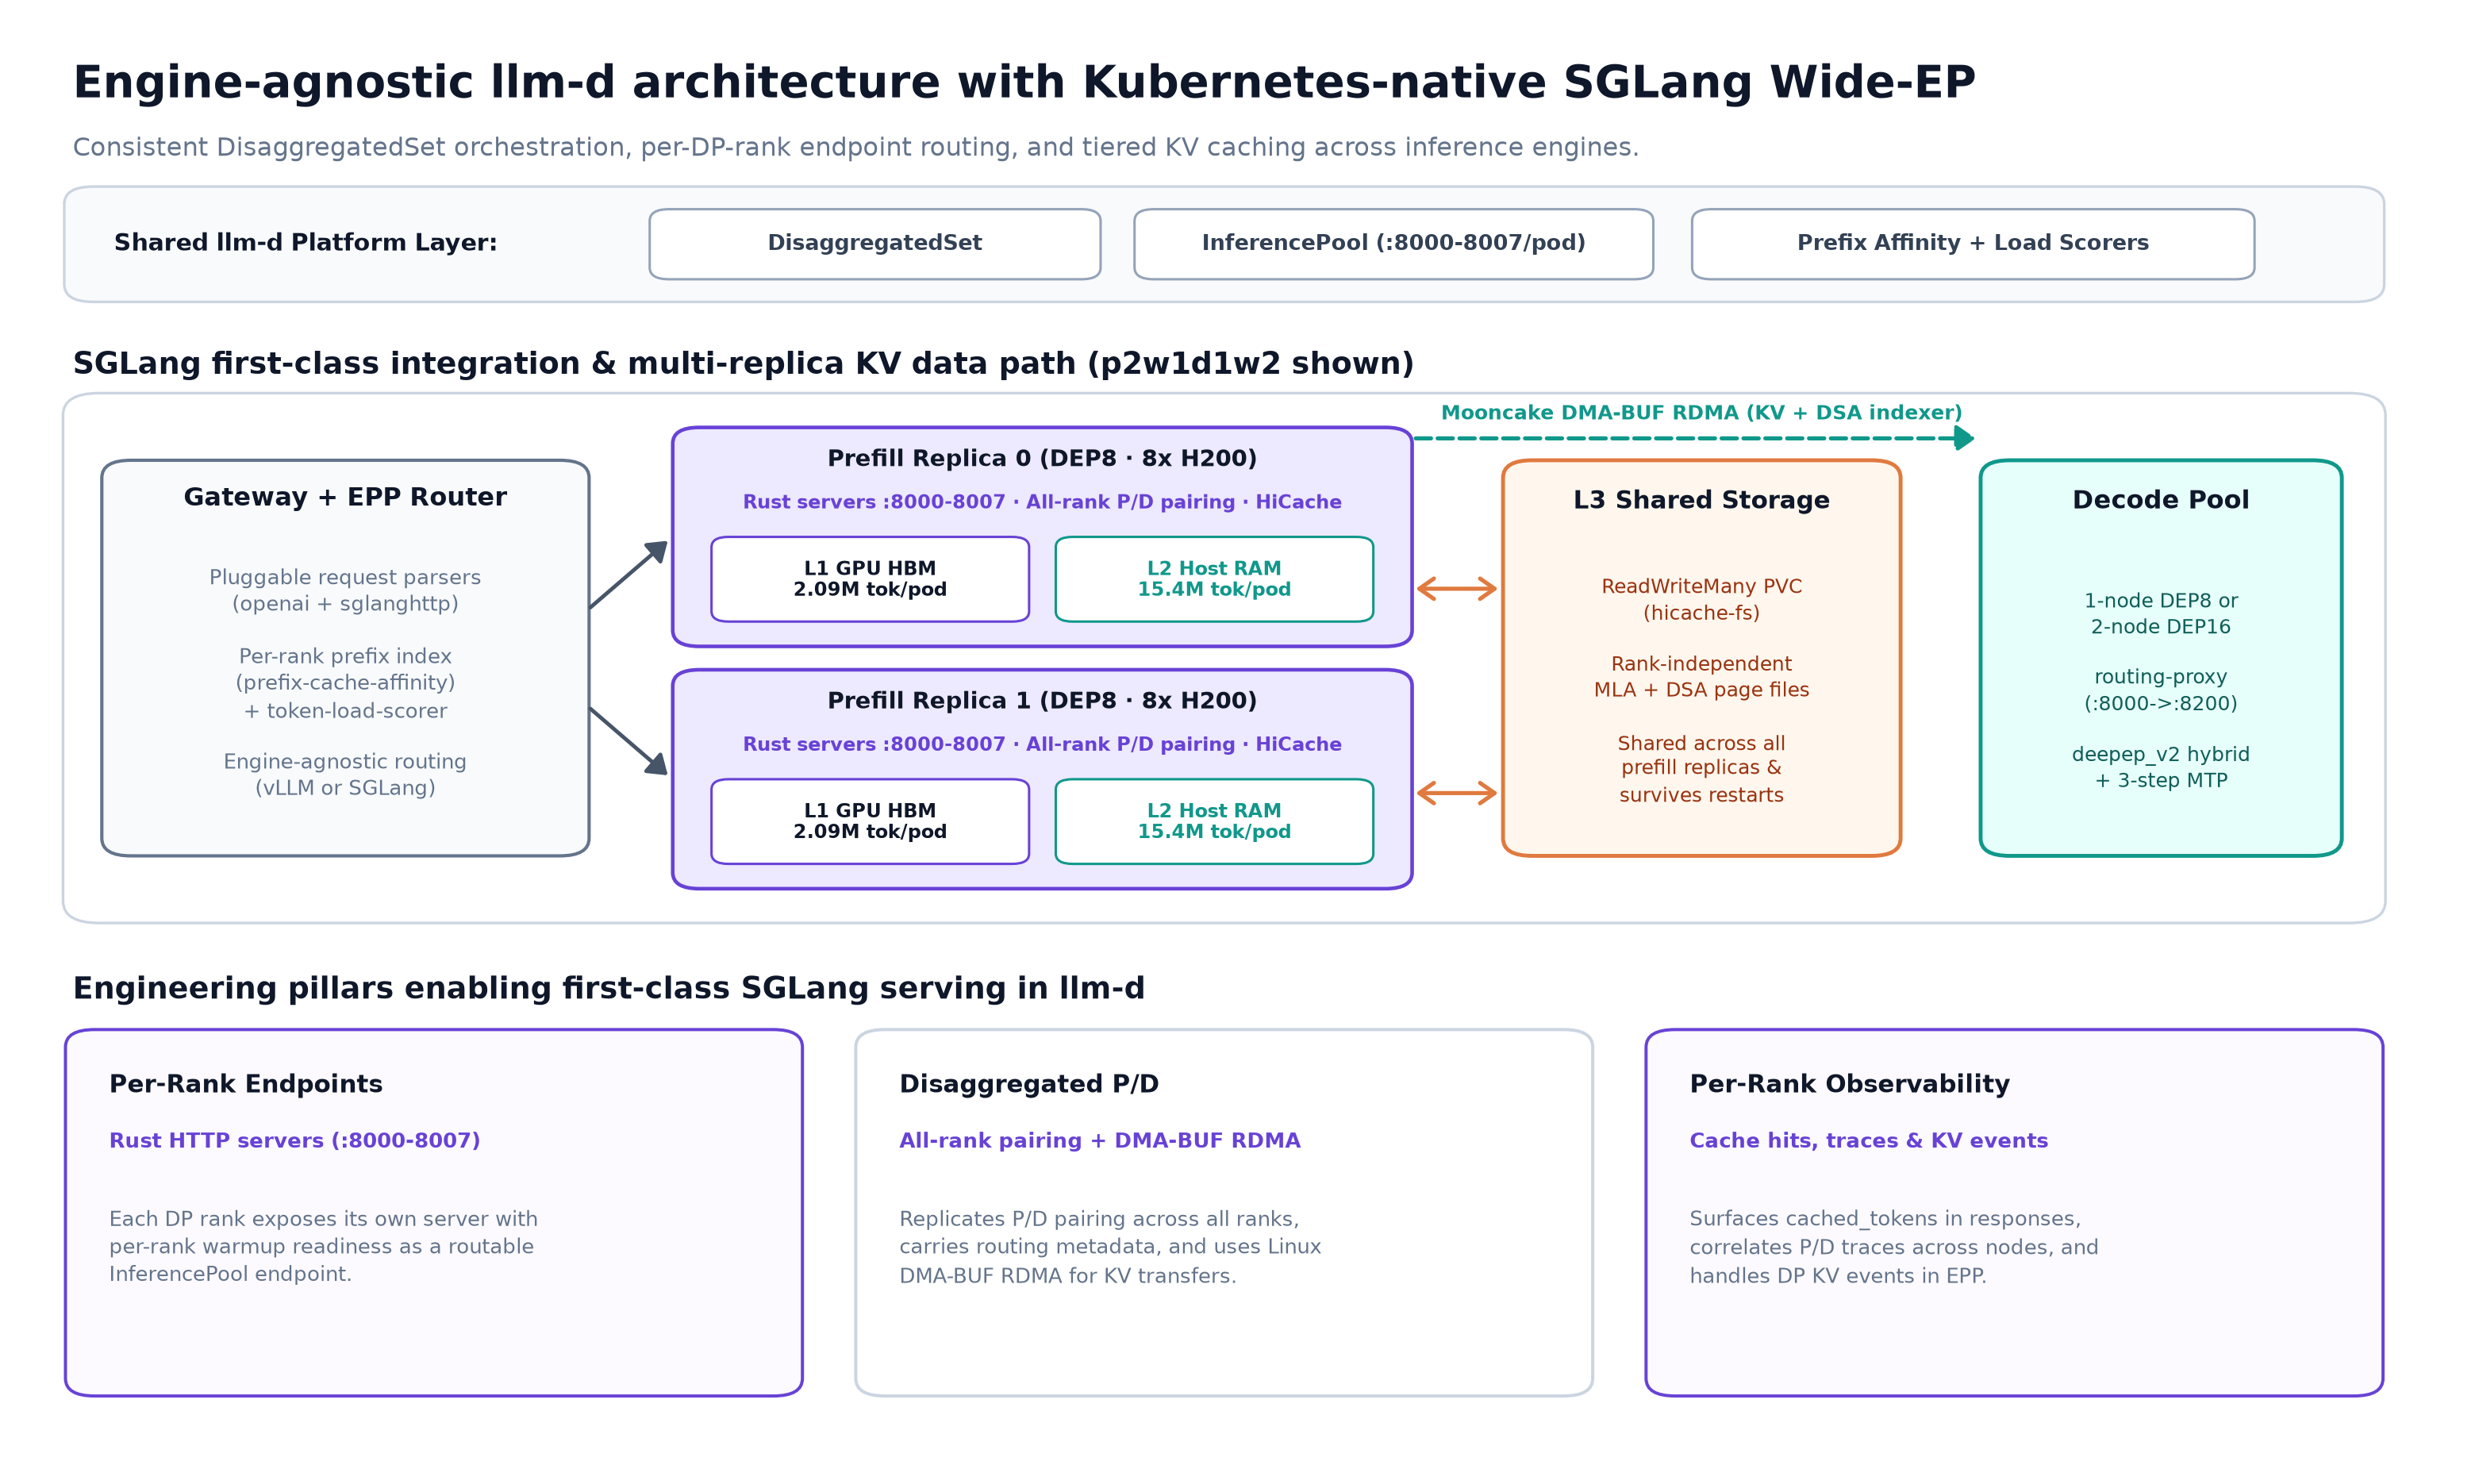 Engine-agnostic llm-d architecture with Kubernetes-native SGLang Wide-EP
Consistent DisaggregatedSet orchestration, per-DP-rank endpoint routing, and tiered KV caching across inference engines.
Shared llm-d Platform Layer:
DisaggregatedSet
InferencePool (:8000-8007/pod)
Prefix Affinity + Load Scorers
SGLang first-class integration & multi-replica KV data path (p2w1d1w2 shown)
Gateway + EPP Router
Pluggable request parsers
(openai + sglanghttp)
Per-rank prefix index
(prefix-cache-affinity)
+ token-load-scorer
Engine-agnostic routing
(vLLM or SGLang)
Prefill Replica 0 (DEP8 · 8x H200)
Rust servers :8000-8007 · All-rank P/D pairing · HiCache
L1 GPU HBM
2.09M tok/pod
L2 Host RAM
15.4M tok/pod
Prefill Replica 1 (DEP8 · 8x H200)
Rust servers :8000-8007 · All-rank P/D pairing · HiCache
L1 GPU HBM
2.09M tok/pod
L2 Host RAM
15.4M tok/pod
Mooncake DMA-BUF RDMA (KV + DSA indexer)
L3 Shared Storage
ReadWriteMany PVC
(hicache-fs)
Rank-independent
MLA + DSA page files
Shared across all
prefill replicas &
survives restarts
Decode Pool
1-node DEP8 or
2-node DEP16
routing-proxy
(:8000->:8200)
deepep_v2 hybrid
+ 3-step MTP
Engineering pillars enabling first-class SGLang serving in llm-d
Per-Rank Endpoints
Rust HTTP servers (:8000-8007)
Each DP rank exposes its own server with
per-rank warmup readiness as a routable
InferencePool endpoint.
Disaggregated P/D
All-rank pairing + DMA-BUF RDMA
Replicates P/D pairing across all ranks,
carries routing metadata, and uses Linux
DMA-BUF RDMA for KV transfers.
Per-Rank Observability
Cache hits, traces & KV events
Surfaces cached_tokens in responses,
correlates P/D traces across nodes, and
handles DP KV events in EPP.